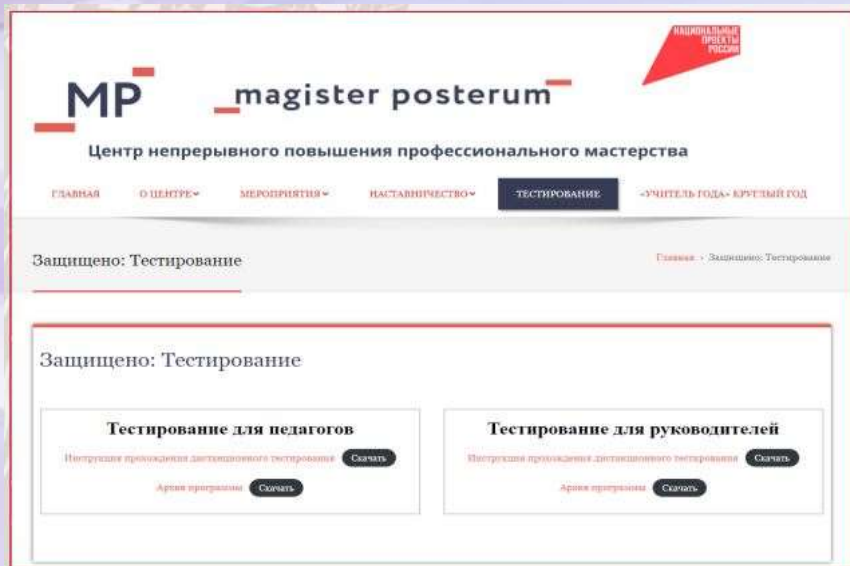 НАЦИОНАЛЬНЫЕ
ПРОЕКТЫ
РОССИИ
MP
magister posterum
Центр непрерывного повышения профессионального мастерства
ГЛАВНАЯ О ЦЕНТРЕ МЕРОПРИЯТИЯ НАСТАВНИЧЕСТВО ТЕСТИРОВАНИЕ «УЧИТЕЛЬ ГОДА» КРУГЛЫЙ ГОД
Защищено: Тестирование
Главная › Защищено: Тестирование
Защищено: Тестирование
Тестирование для педагогов
Инструкция прохождения дистанционного тестирования Скачать
Архив программы Скачать
Тестирование для руководителей
Инструкция прохождения дистанционного тестирования Скачать
Архив программы Скачать